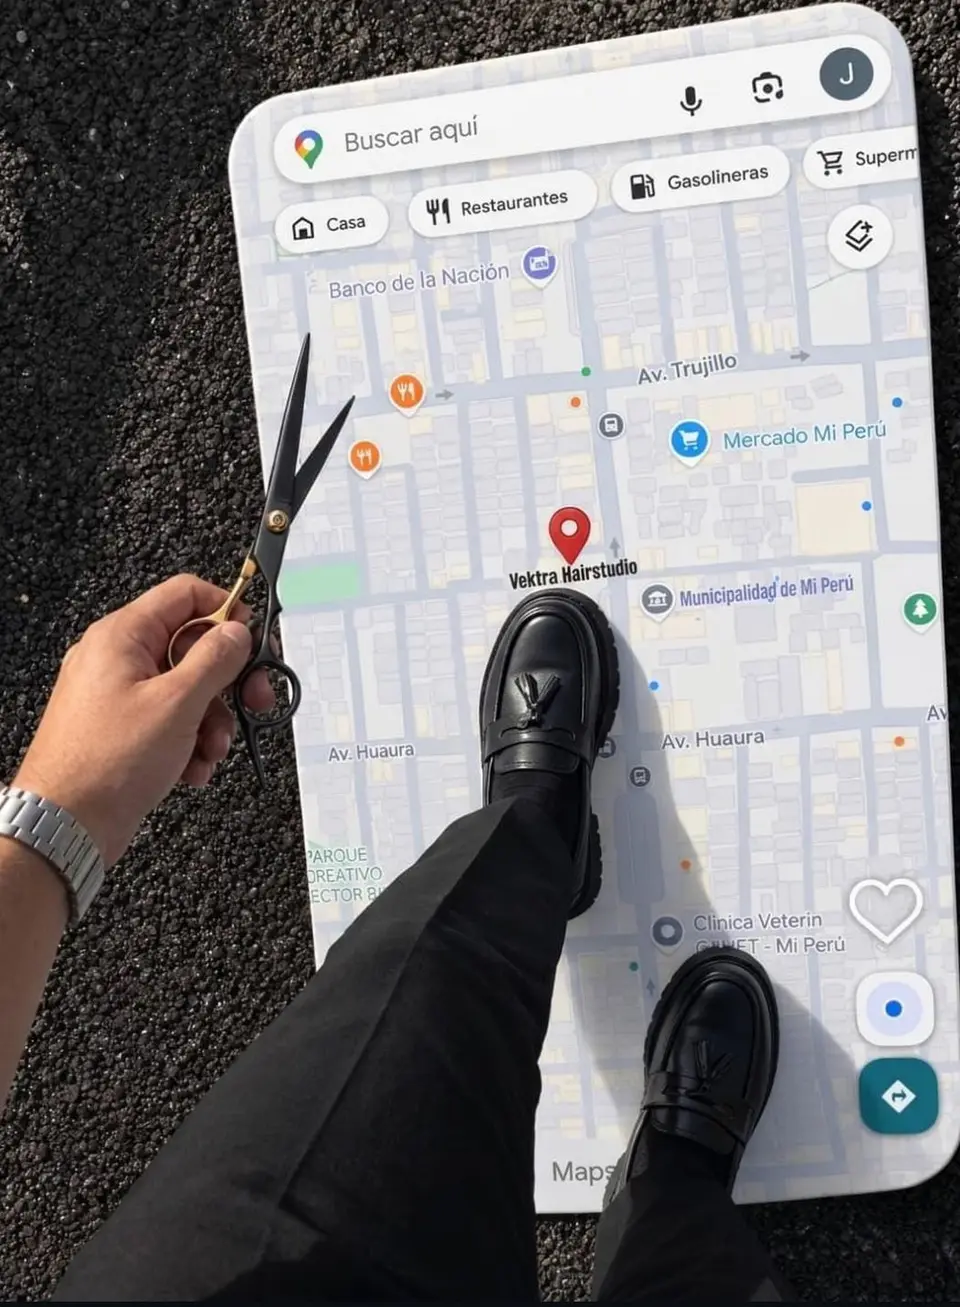 Buscar aquí
J
Casa
Restaurantes
Gasolineras
Superm
Banco de la Nación
Av. Trujillo
Mercado Mi Perú
Vektra Hairstudio
Municipalidad de Mi Perú
Av. Huaura
Av. Huaura
Av
PARQUE
CREATIVO
SECTOR B
Clinica Veterin
- Mi Perú
Maps